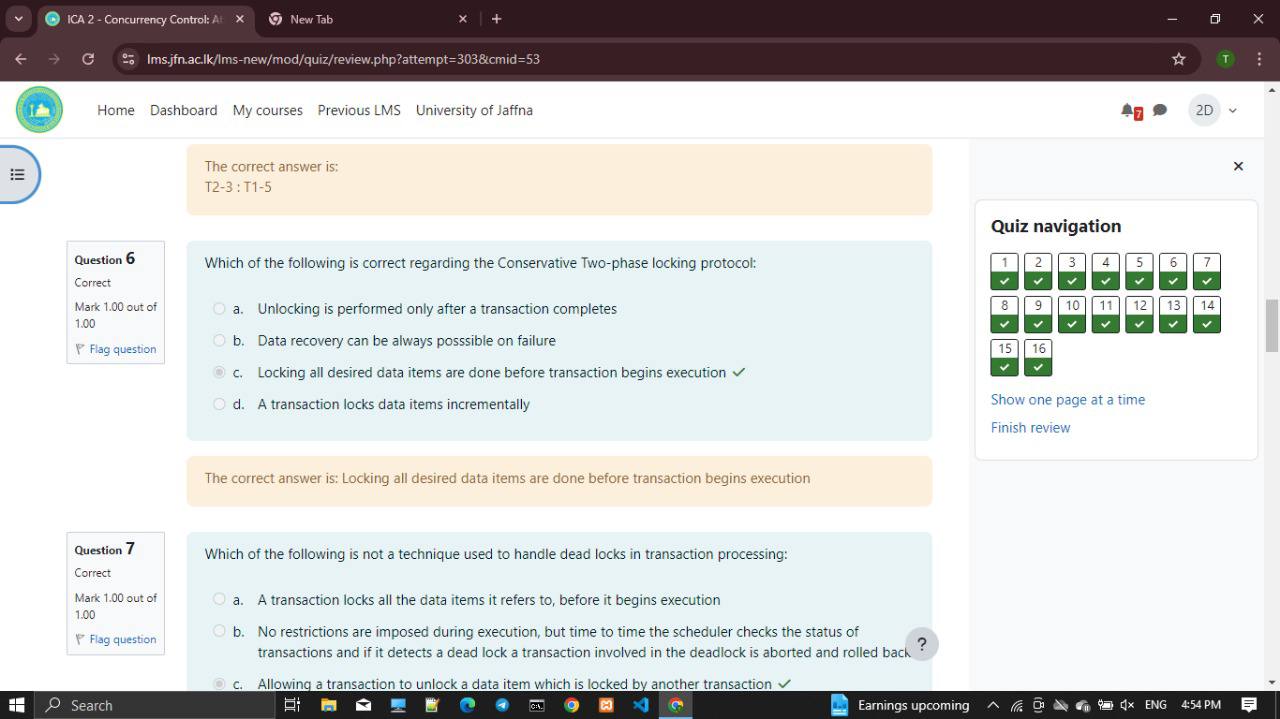 ICA 2 - Concurrency Control: A
New Tab
lms.jfn.ac.lk/lms-new/mod/quiz/review.php?attempt=303&cmid=53
T
Home Dashboard My courses Previous LMS University of Jaffna
7
2D
The correct answer is:
T2-3 : T1-5
Question 6
Correct
Mark 1.00 out of
1.00
Flag question
Which of the following is correct regarding the Conservative Two-phase locking protocol:
a. Unlocking is performed only after a transaction completes
b. Data recovery can be always posssible on failure
c. Locking all desired data items are done before transaction begins execution
d. A transaction locks data items incrementally
The correct answer is: Locking all desired data items are done before transaction begins execution
Question 7
Correct
Mark 1.00 out of
1.00
Flag question
Which of the following is not a technique used to handle dead locks in transaction processing:
a. A transaction locks all the data items it refers to, before it begins execution
b. No restrictions are imposed during execution, but time to time the scheduler checks the status of
transactions and if it detects a dead lock a transaction involved in the deadlock is aborted and rolled back
c. Allowing a transaction to unlock a data item which is locked by another transaction
?
Quiz navigation
1 2 3 4 5 6 7
8 9 10 11 12 13 14
15 16
Show one page at a time
Finish review
Search
Earnings upcoming
ENG
4:54 PM